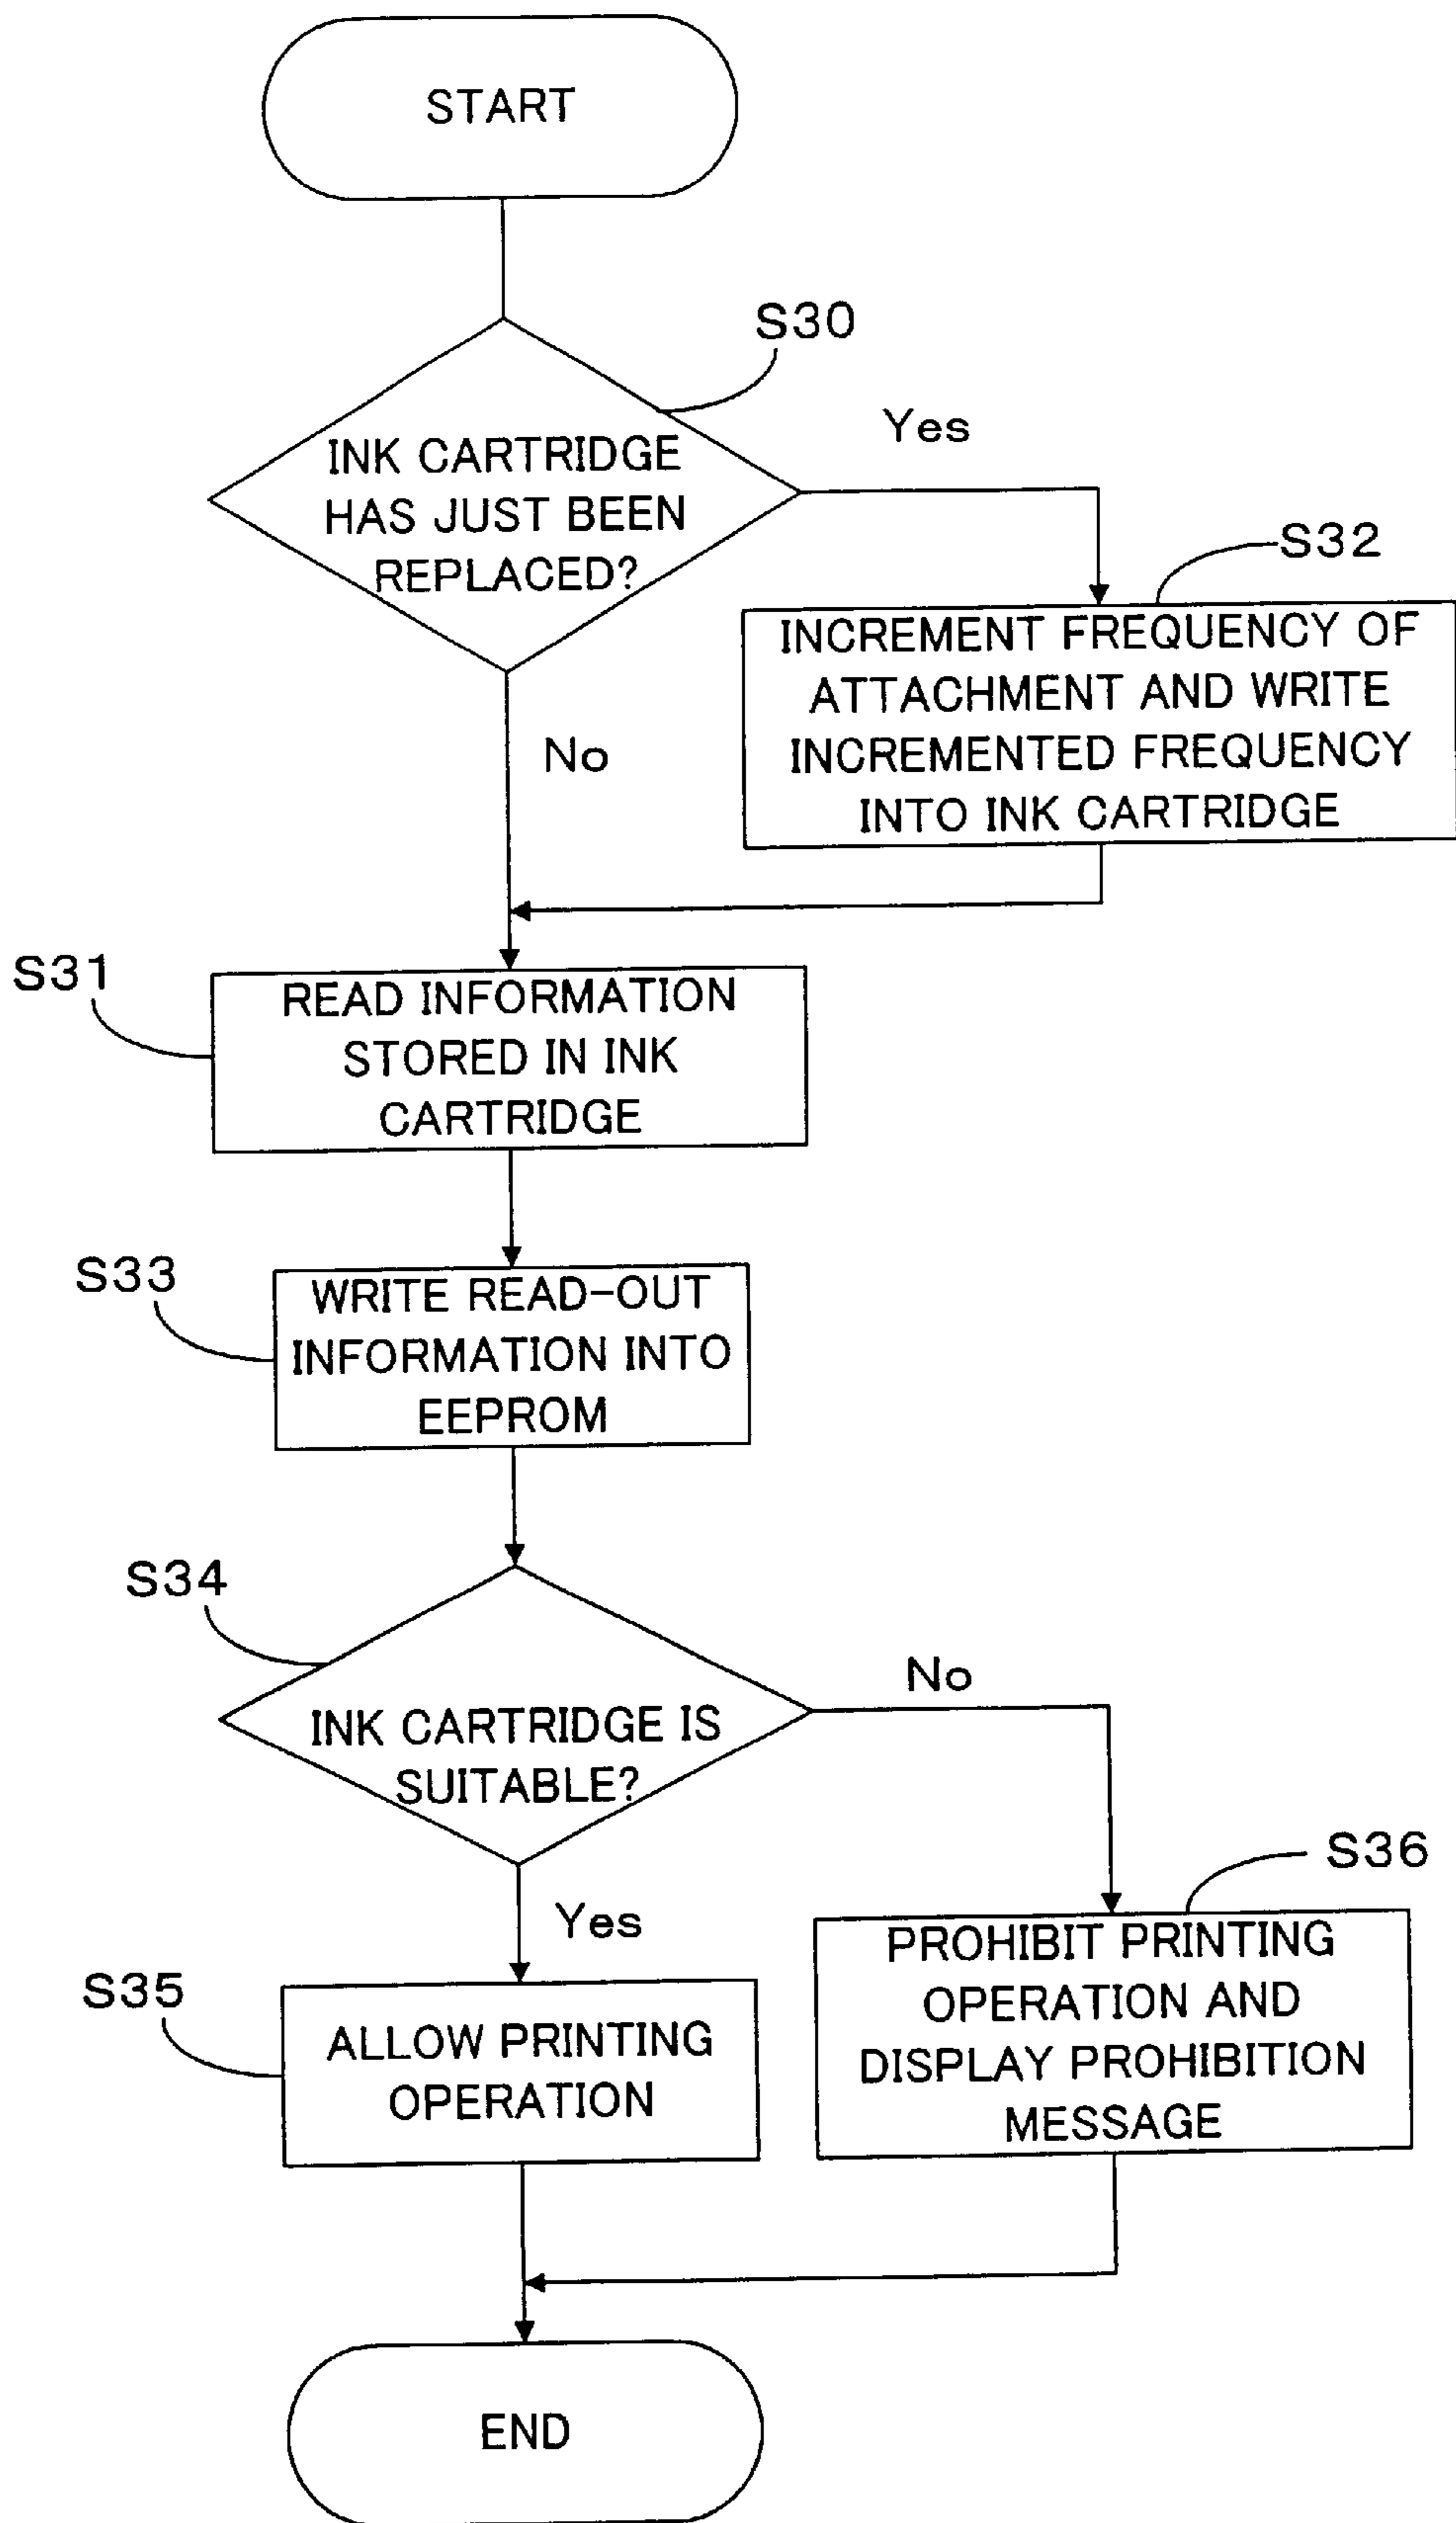 START
S30
Yes
INK CARTRIDGE
HAS JUST BEEN
REPLACED?
S32
INCREMENT FREQUENCY OF
ATTACHMENT AND WRITE
INCREMENTED FREQUENCY
INTO INK CARTRIDGE
No
S31
READ INFORMATION
STORED IN INK
CARTRIDGE
S33
WRITE READ-OUT
INFORMATION INTO
EEPROM
S34
No
INK CARTRIDGE IS
SUITABLE?
S36
Yes
PROHIBIT PRINTING
OPERATION AND
DISPLAY PROHIBITION
MESSAGE
S35
ALLOW PRINTING
OPERATION
END